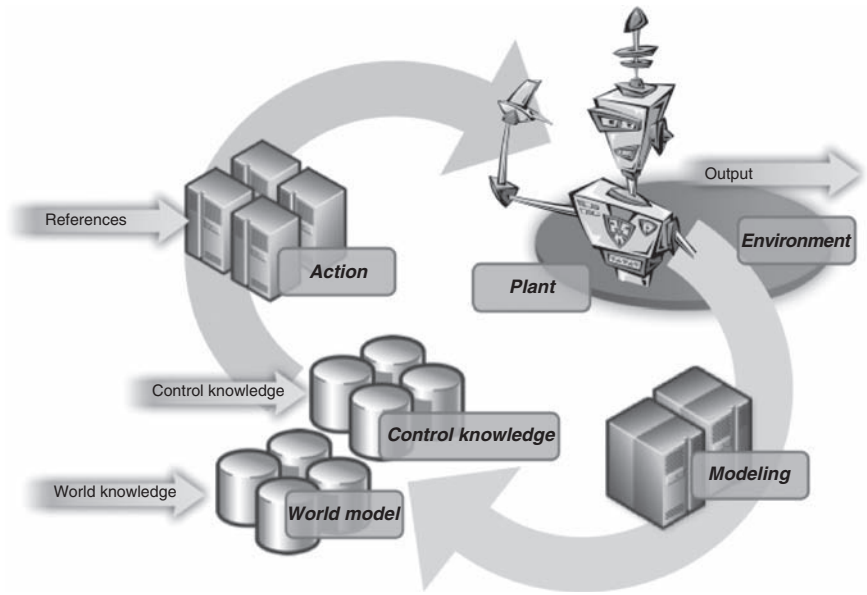 Output
References
Environment
Action
Plant
Control knowledge
Control knowledge
Modeling
World knowledge
World model